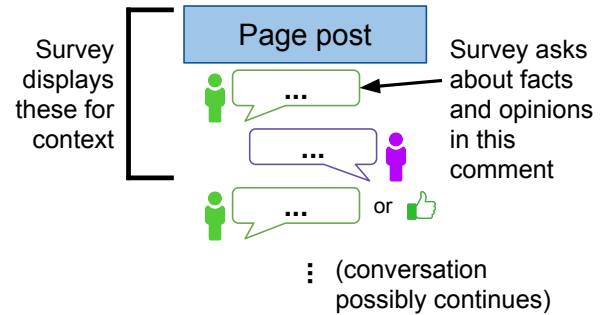 Page post
Survey
displays
these for
context
...
Survey asks
about facts
and opinions
in this
comment
...
...
or
⋮
(conversation
possibly continues)